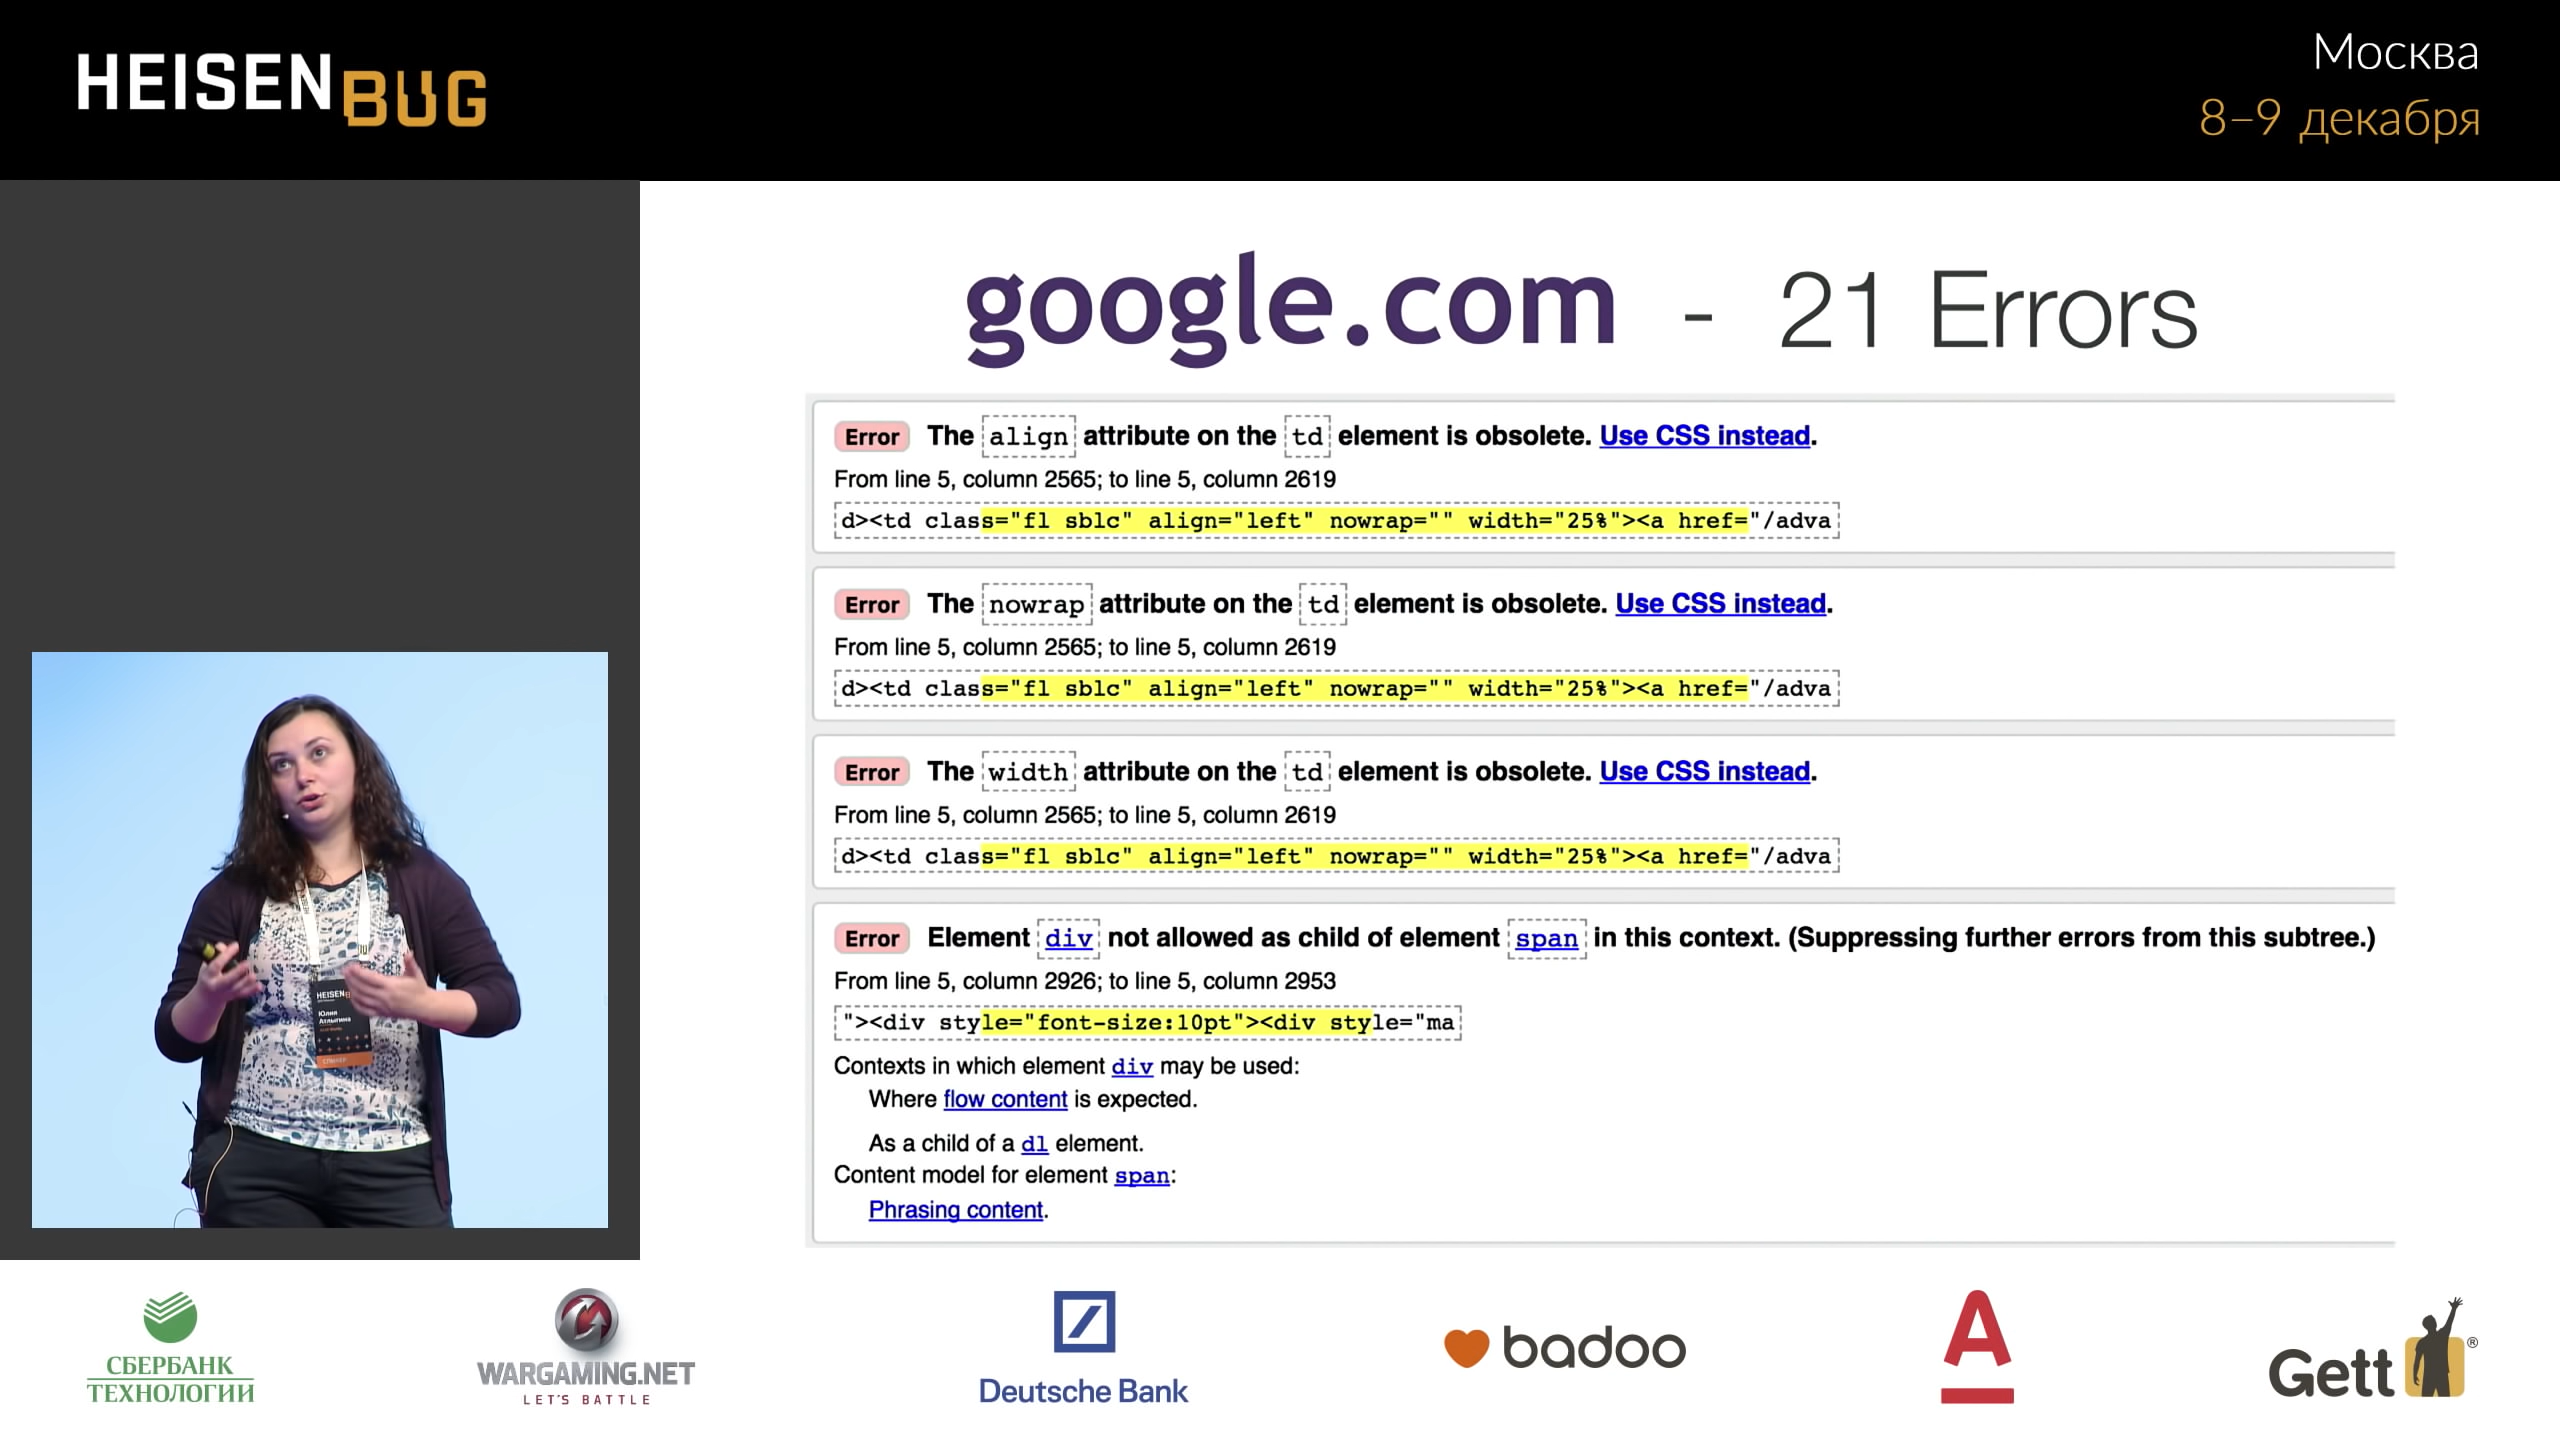 HEISENBUG
Москва
8–9 декабря
google.com - 21 Errors
Error The align attribute on the td element is obsolete. Use CSS instead.
From line 5, column 2565; to line 5, column 2619
d><td class="fl sblc" align="left" nowrap="" width="25%"><a href="/adva
Error The nowrap attribute on the td element is obsolete. Use CSS instead.
From line 5, column 2565; to line 5, column 2619
d><td class="fl sblc" align="left" nowrap="" width="25%"><a href="/adva
Error The width attribute on the td element is obsolete. Use CSS instead.
From line 5, column 2565; to line 5, column 2619
d><td class="fl sblc" align="left" nowrap="" width="25%"><a href="/adva
Error Element div not allowed as child of element span in this context. (Suppressing further errors from this subtree.)
From line 5, column 2926; to line 5, column 2953
"><div style="font-size:10pt"><div style="ma
Contexts in which element div may be used:
Where flow content is expected.
As a child of a dl element.
Content model for element span:
Phrasing content.
HEISEN
Юлия
Атлыгина
СПИКЕР
СБЕРБАНК
ТЕХНОЛОГИИ
WARGAMING.NET
LET'S BATTLE
Deutsche Bank
badoo
А
Gett®